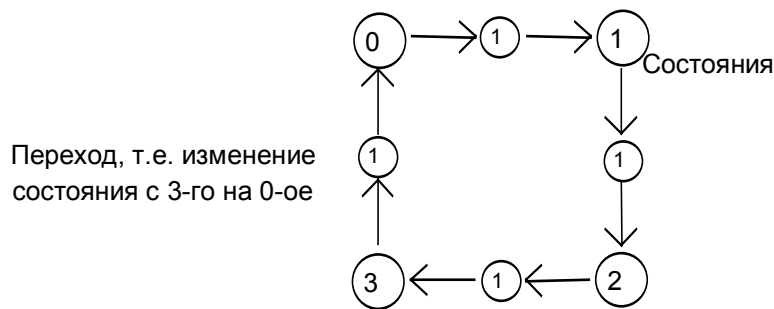 0 1 1
Состояния
Переход, т.е. изменение
состояния с 3-го на 0-ое
1 1
3 1 2